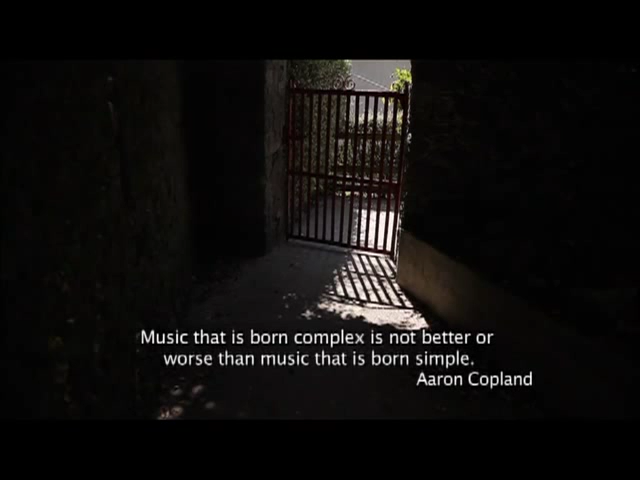 Music that is born complex is not better or
worse than music that is born simple.
Aaron Copland